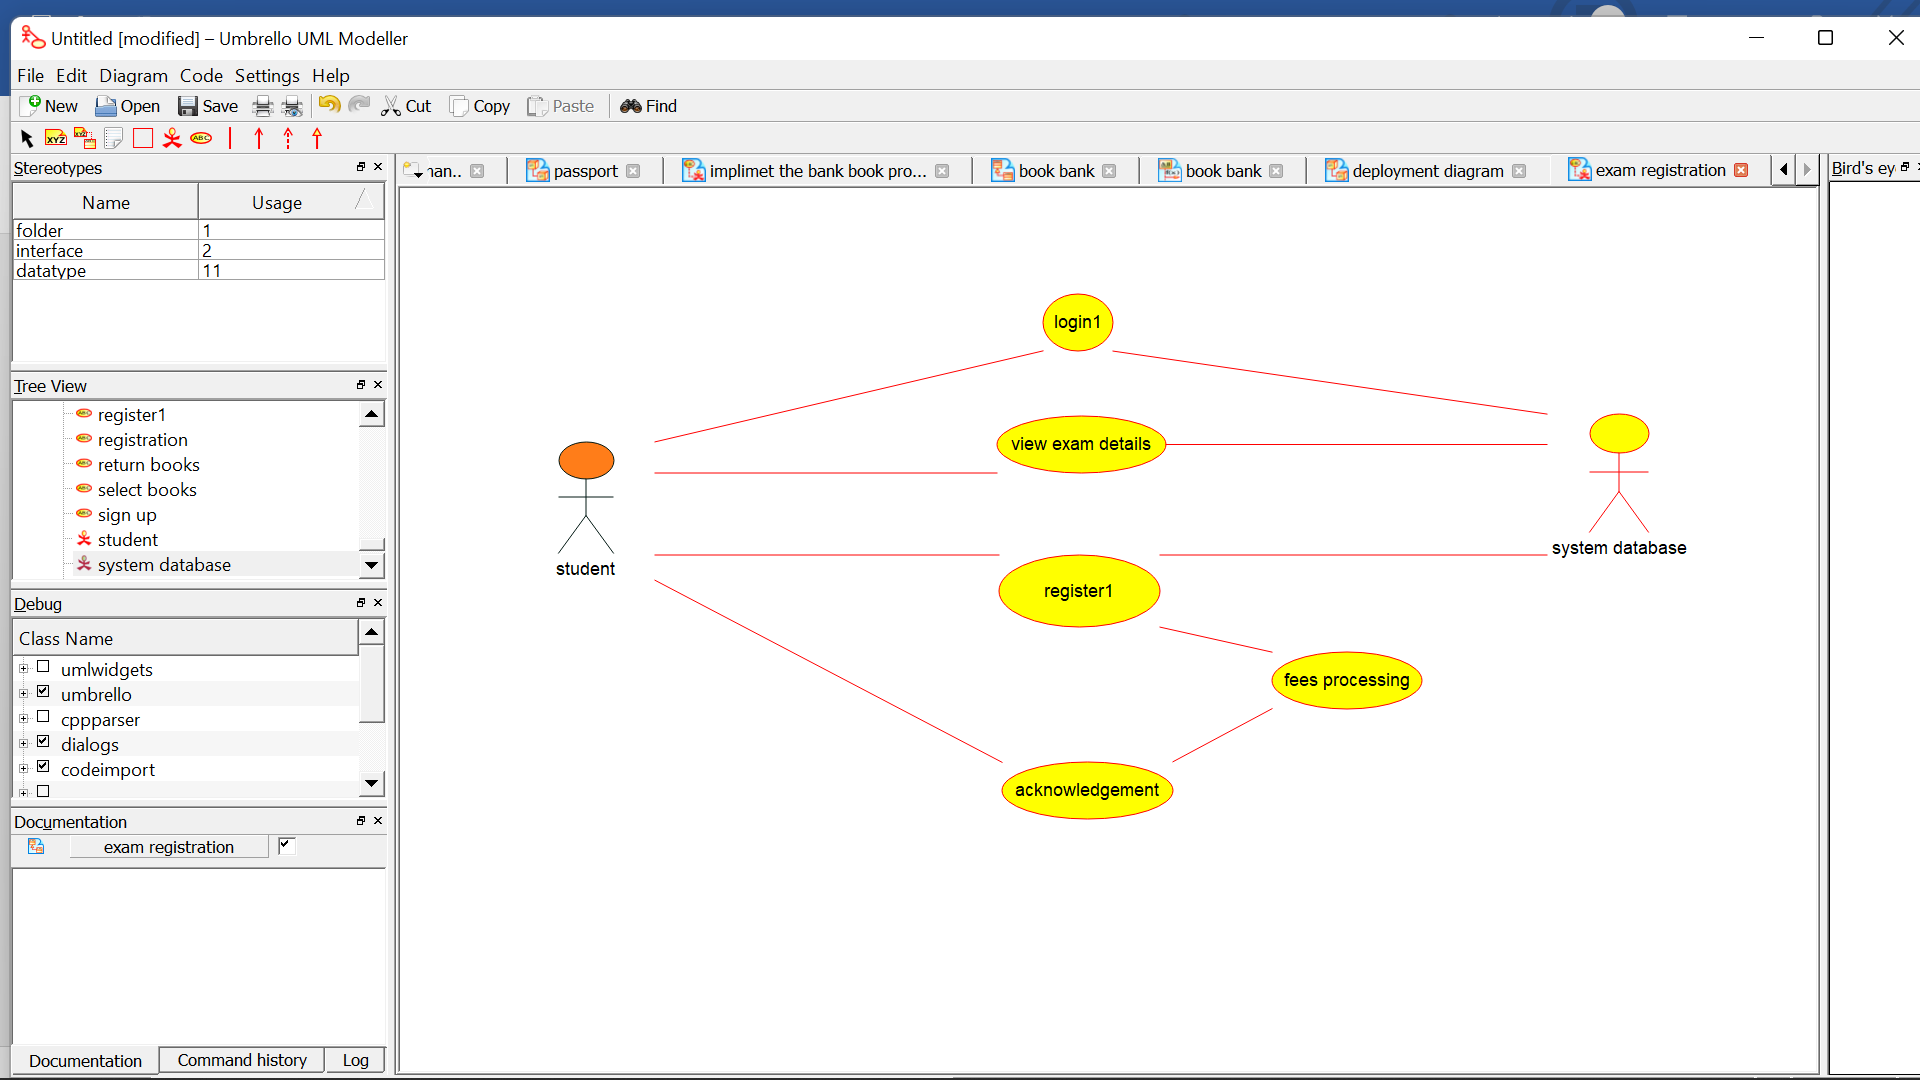 Untitled [modified] – Umbrello UML Modeller
File Edit Diagram Code Settings Help
New Open Save Cut Copy Paste Find
XYZ XYZ ABC
Stereotypes
Name Usage
folder 1
interface 2
datatype 11
Tree View
register1
registration
return books
select books
sign up
student
system database
Debug
Class Name
umlwidgets
umbrello
cppparser
dialogs
codeimport
Documentation
exam registration
Documentation Command history Log
nan.. passport implimet the bank book pro... book bank book bank deployment diagram exam registration
Bird's ey
login1
view exam details
student
system database
register1
fees processing
acknowledgement